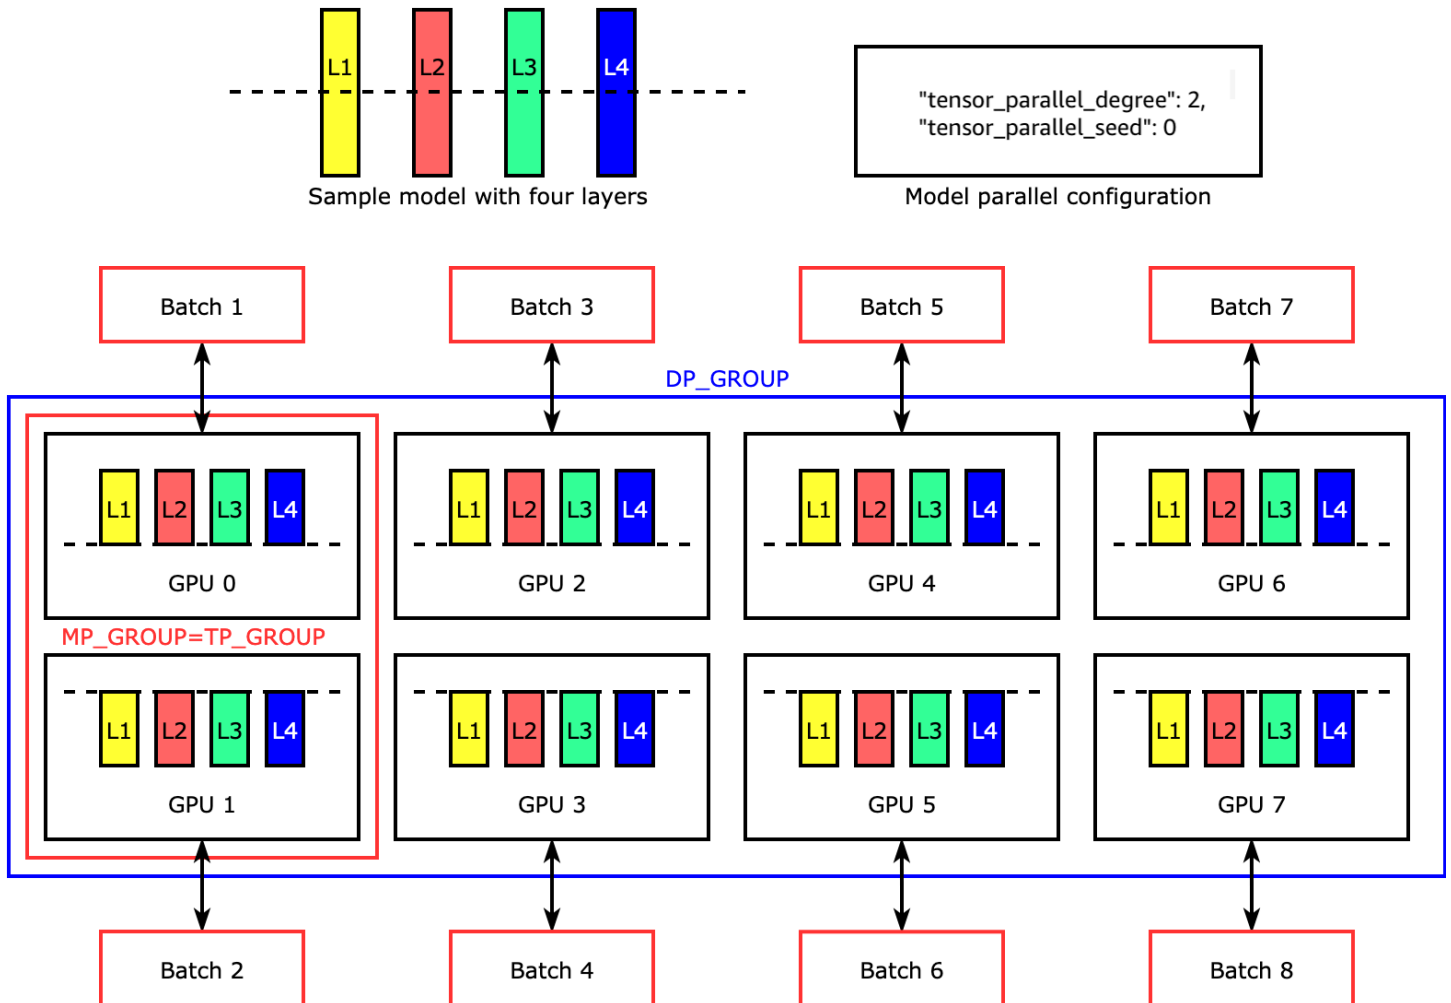 L1 L2 L3 L4
"tensor_parallel_degree": 2,
"tensor_parallel_seed": 0
Sample model with four layers
Model parallel configuration
Batch 1
Batch 3
Batch 5
Batch 7
DP_GROUP
L1 L2 L3 L4
GPU 0
L1 L2 L3 L4
GPU 2
L1 L2 L3 L4
GPU 4
L1 L2 L3 L4
GPU 6
MP_GROUP=TP_GROUP
L1 L2 L3 L4
GPU 1
L1 L2 L3 L4
GPU 3
L1 L2 L3 L4
GPU 5
L1 L2 L3 L4
GPU 7
Batch 2
Batch 4
Batch 6
Batch 8